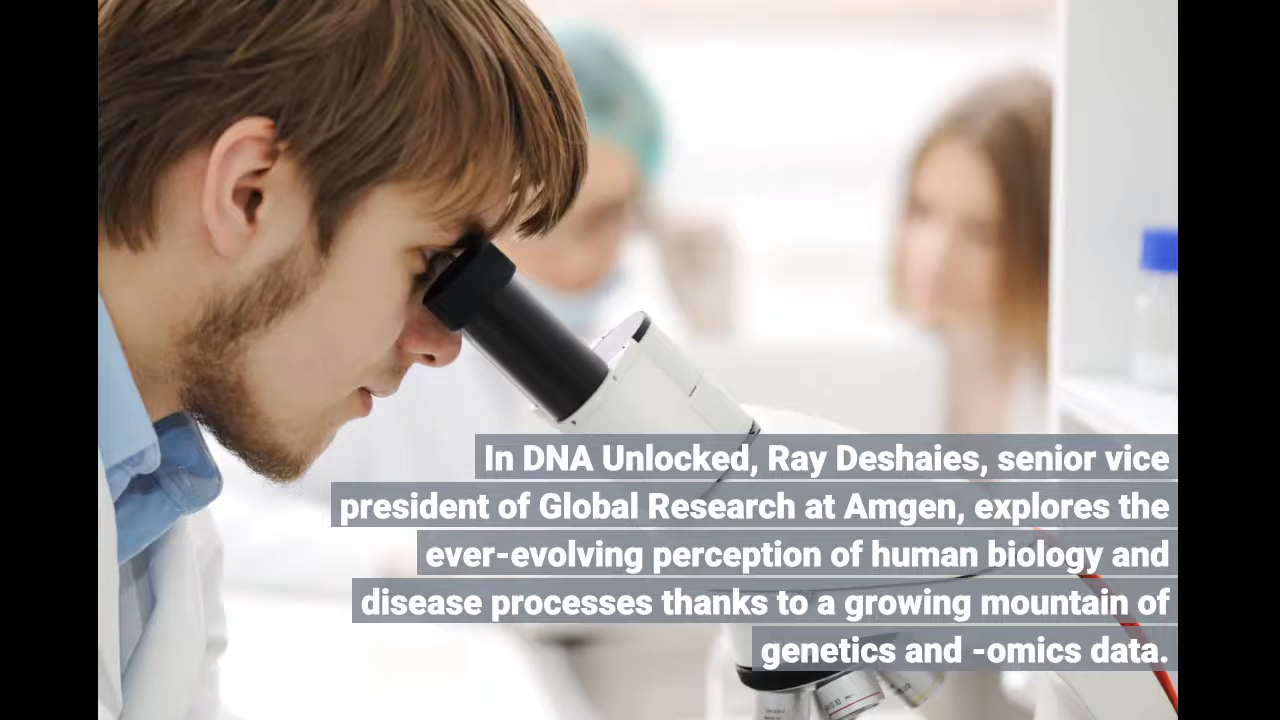 In DNA Unlocked, Ray Deshaies, senior vice
president of Global Research at Amgen, explores the
ever-evolving perception of human biology and
disease processes thanks to a growing mountain of
genetics and -omics data.